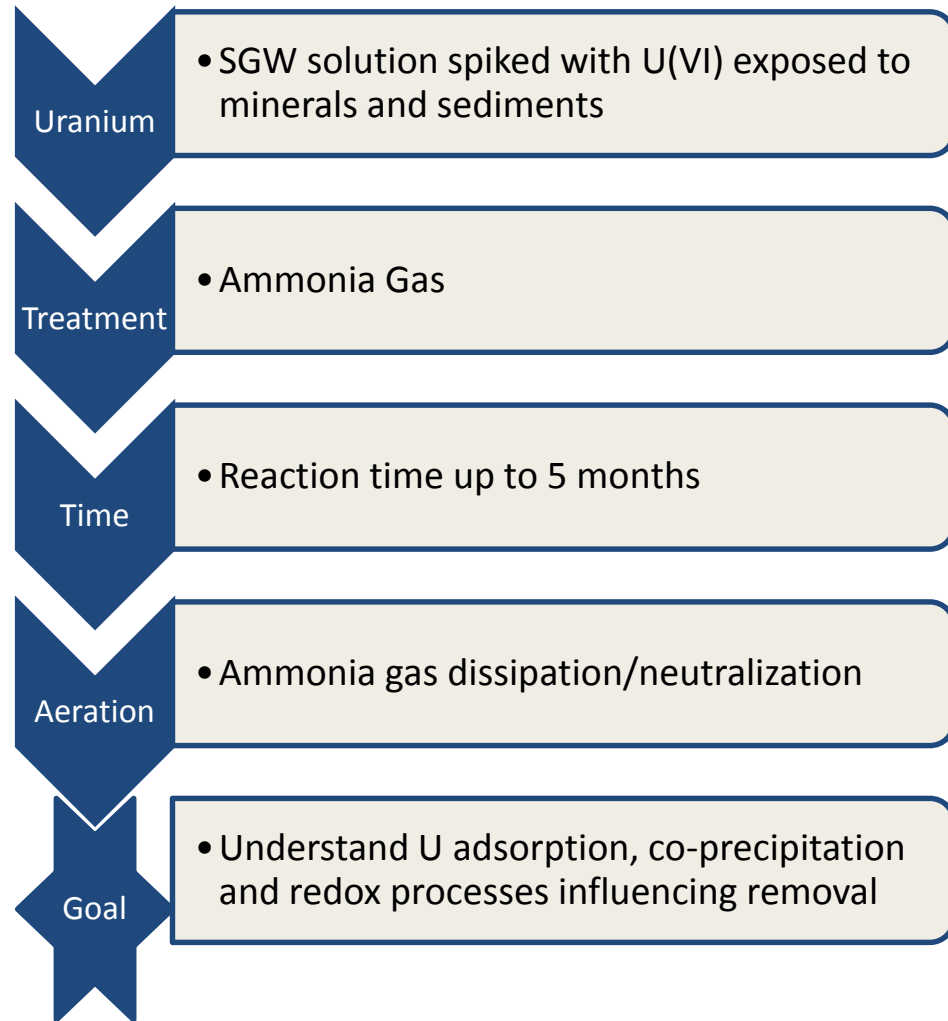 Uranium
•SGW solution spiked with U(VI) exposed to
minerals and sediments
Treatment
•Ammonia Gas
Time
•Reaction time up to 5 months
Aeration
•Ammonia gas dissipation/neutralization
Goal
•Understand U adsorption, co-precipitation
and redox processes influencing removal